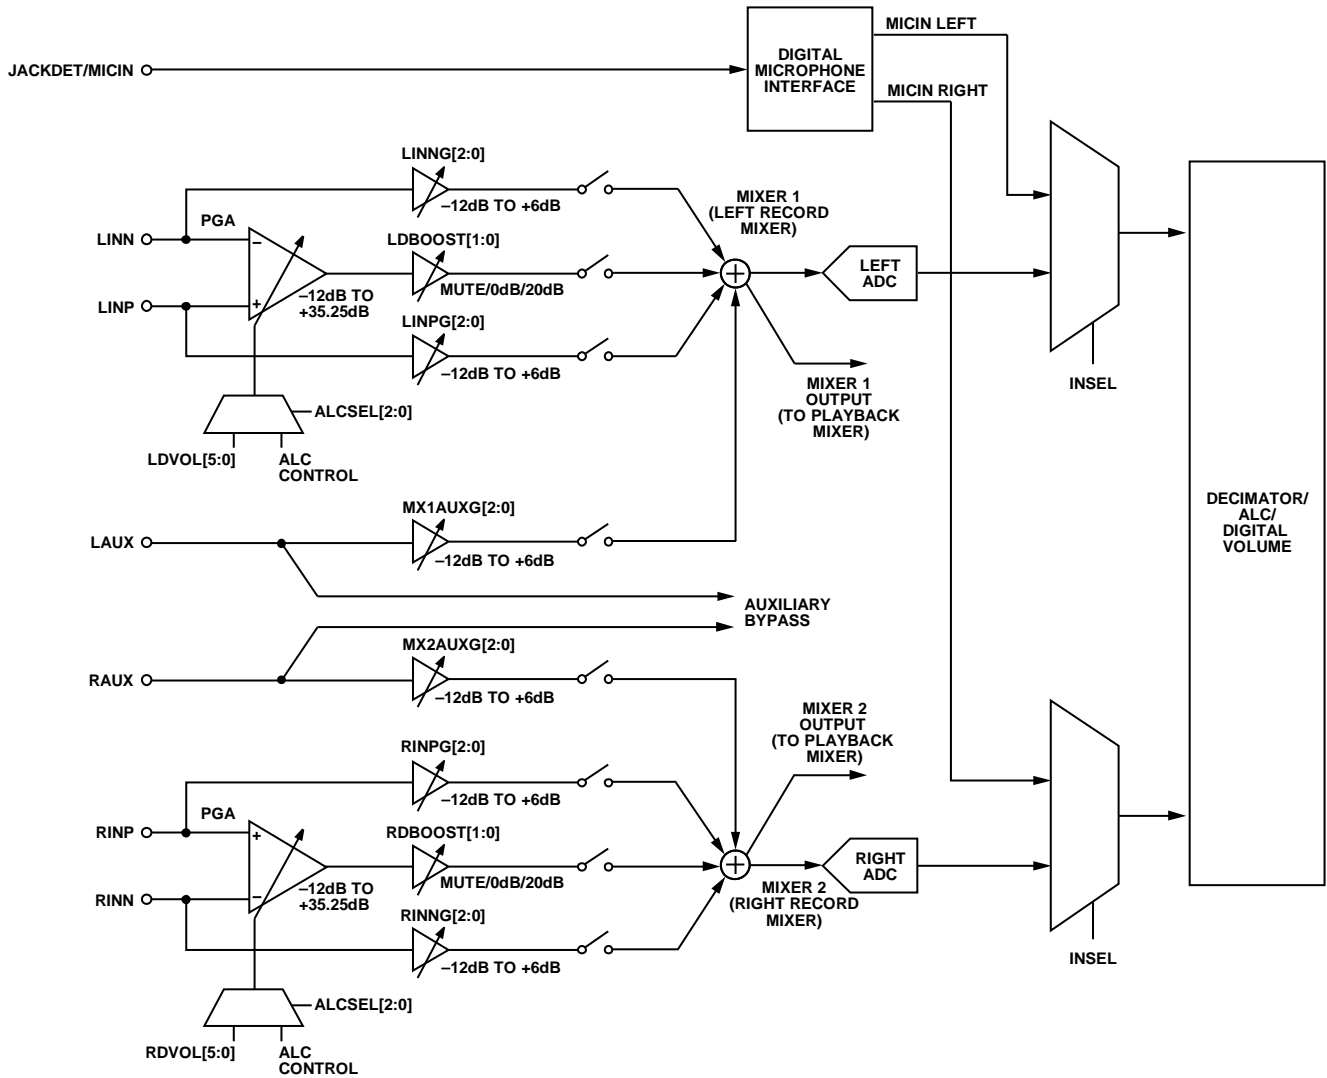 MICIN LEFT
JACKDET/MICIN
DIGITAL
MICROPHONE
INTERFACE
MICIN RIGHT
LINNG[2:0]
–12dB TO +6dB
PGA
LINN
–
LDBOOST[1:0]
MUTE/0dB/20dB
–12dB TO
+35.25dB
LINP
+
LINPG[2:0]
–12dB TO +6dB
MIXER 1
(LEFT RECORD
MIXER)
LEFT
ADC
MIXER 1
OUTPUT
(TO PLAYBACK
MIXER)
INSEL
ALCSEL[2:0]
LDVOL[5:0]
ALC
CONTROL
MX1AUXG[2:0]
LAUX
–12dB TO +6dB
DECIMATOR/
ALC/
DIGITAL
VOLUME
AUXILIARY
BYPASS
MX2AUXG[2:0]
RAUX
–12dB TO +6dB
MIXER 2
OUTPUT
(TO PLAYBACK
MIXER)
RINPG[2:0]
–12dB TO +6dB
PGA
RINP
+
RDBOOST[1:0]
MUTE/0dB/20dB
–12dB TO
+35.25dB
RINN
–
RINNG[2:0]
–12dB TO +6dB
RIGHT
ADC
MIXER 2
(RIGHT RECORD
MIXER)
INSEL
ALCSEL[2:0]
RDVOL[5:0]
ALC
CONTROL